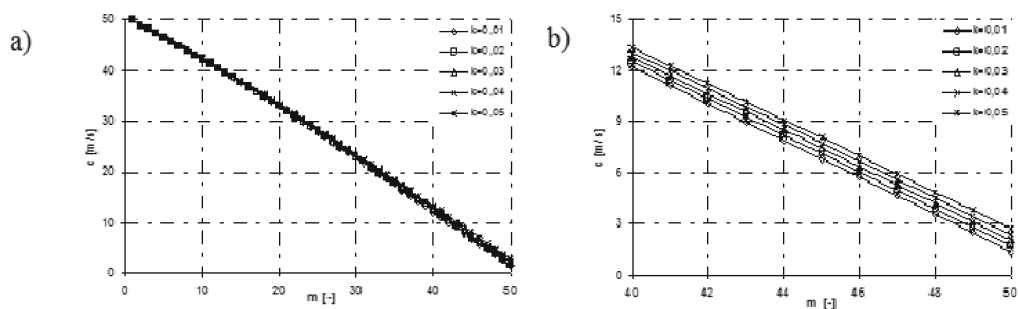 a)
50
40
30
20
10
0
c [m/s]
0 10 20 30 40 50
m [-]
k=0,01
k=0,02
k=0,03
k=0,04
k=0,05
b)
15
12
9
6
3
0
c [m/s]
40 42 44 46 48 50
m [-]
k=0,01
k=0,02
k=0,03
k=0,04
k=0,05